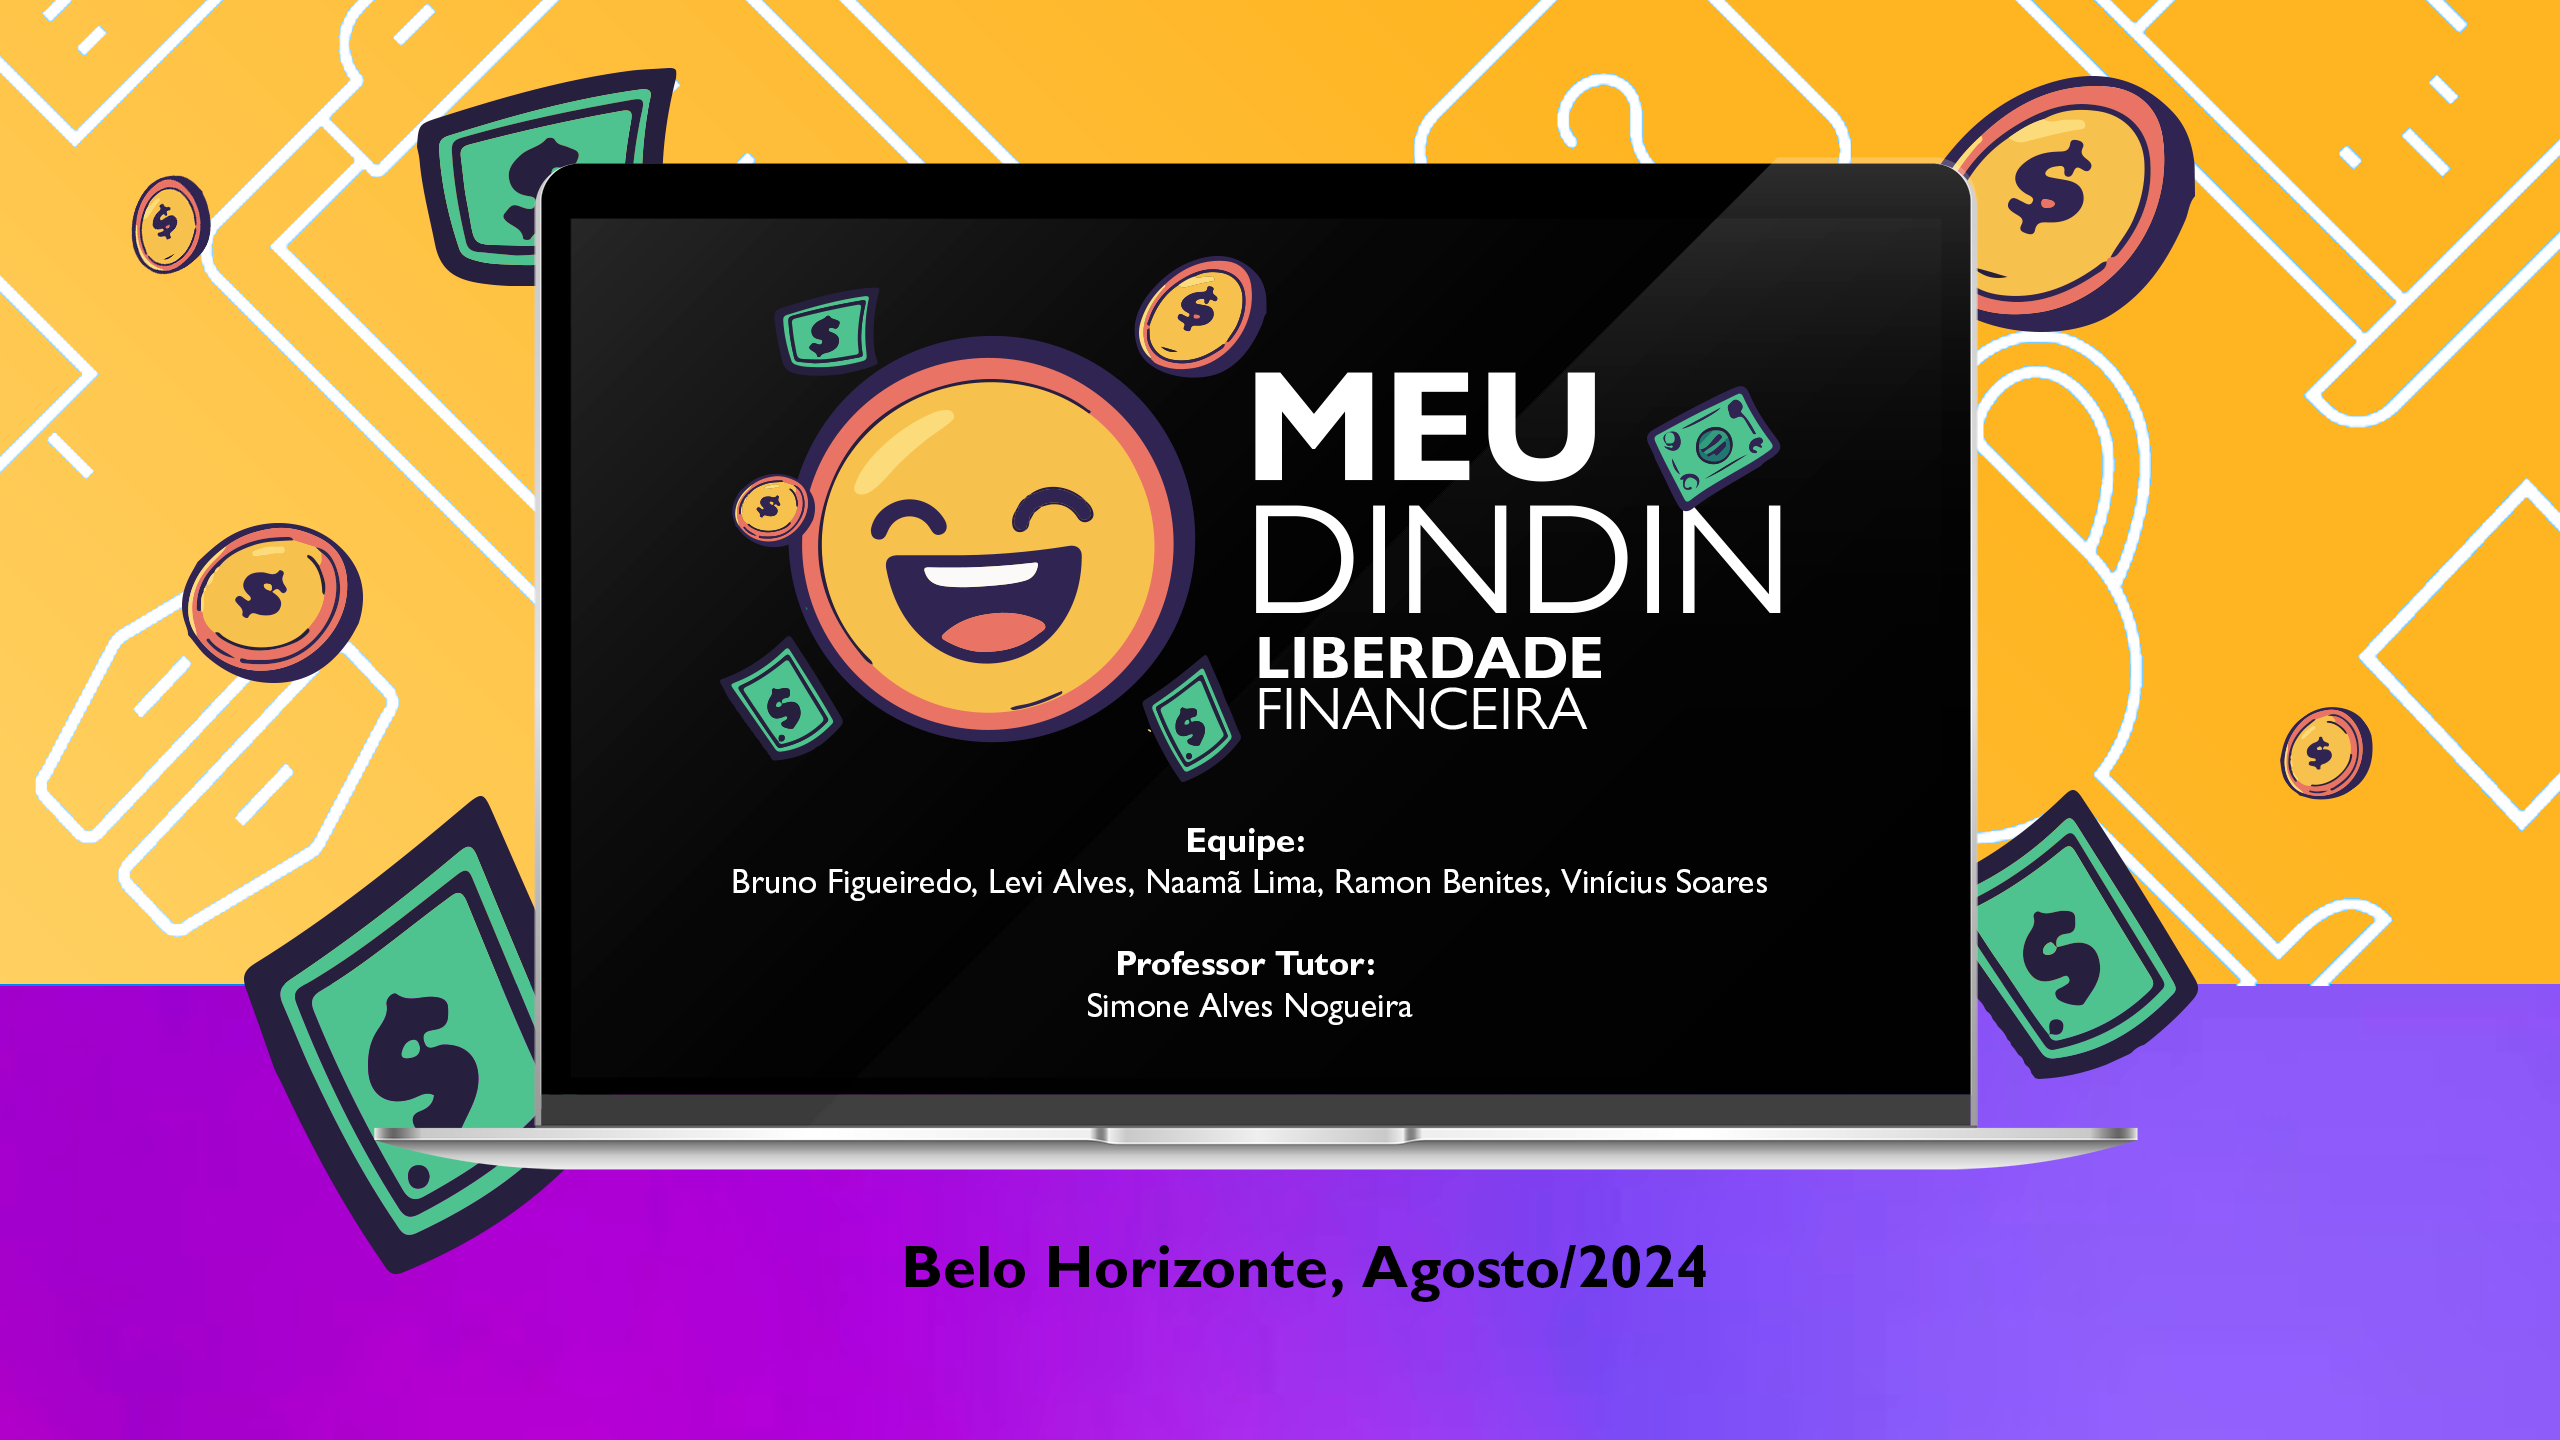 MEU
DINDIN
LIBERDADE
FINANCEIRA
Equipe:
Bruno Figueiredo, Levi Alves, Naamã Lima, Ramon Benites, Vinícius Soares
Professor Tutor:
Simone Alves Nogueira
Belo Horizonte, Agosto/2024